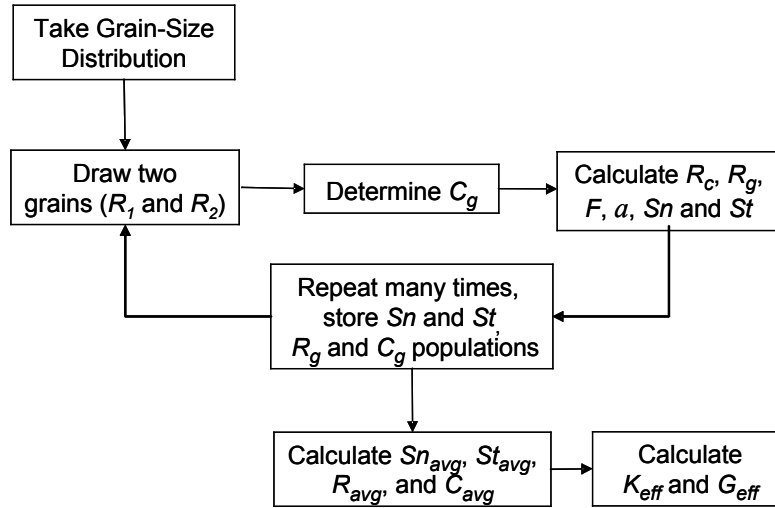 Take Grain-Size
Distribution
Draw two
grains (R1 and R2)
Determine Cg
Calculate Rc, Rg,
F, a, Sn and St
Repeat many times,
store Sn and St,
Rg and Cg populations
Calculate Snavg, Stavg,
Ravg, and Cavg
Calculate
Keff and Geff